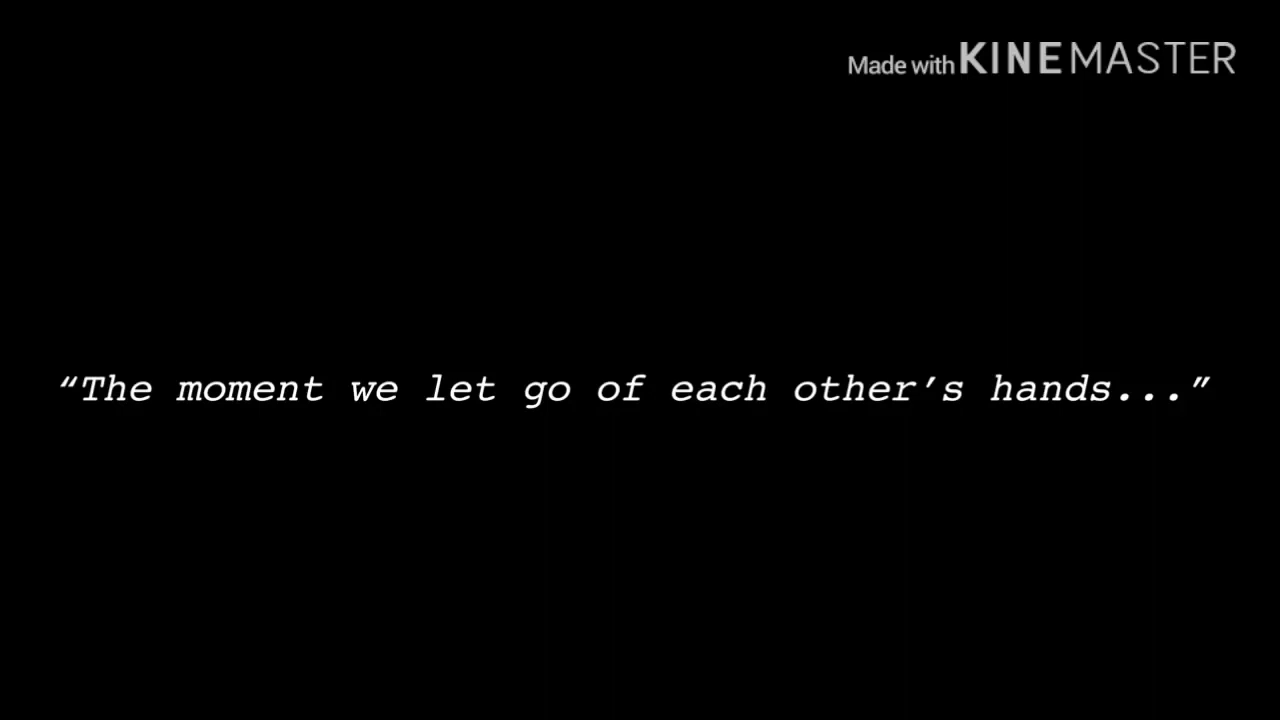 Made with KINEMASTER
“The moment we let go of each other’s hands...”